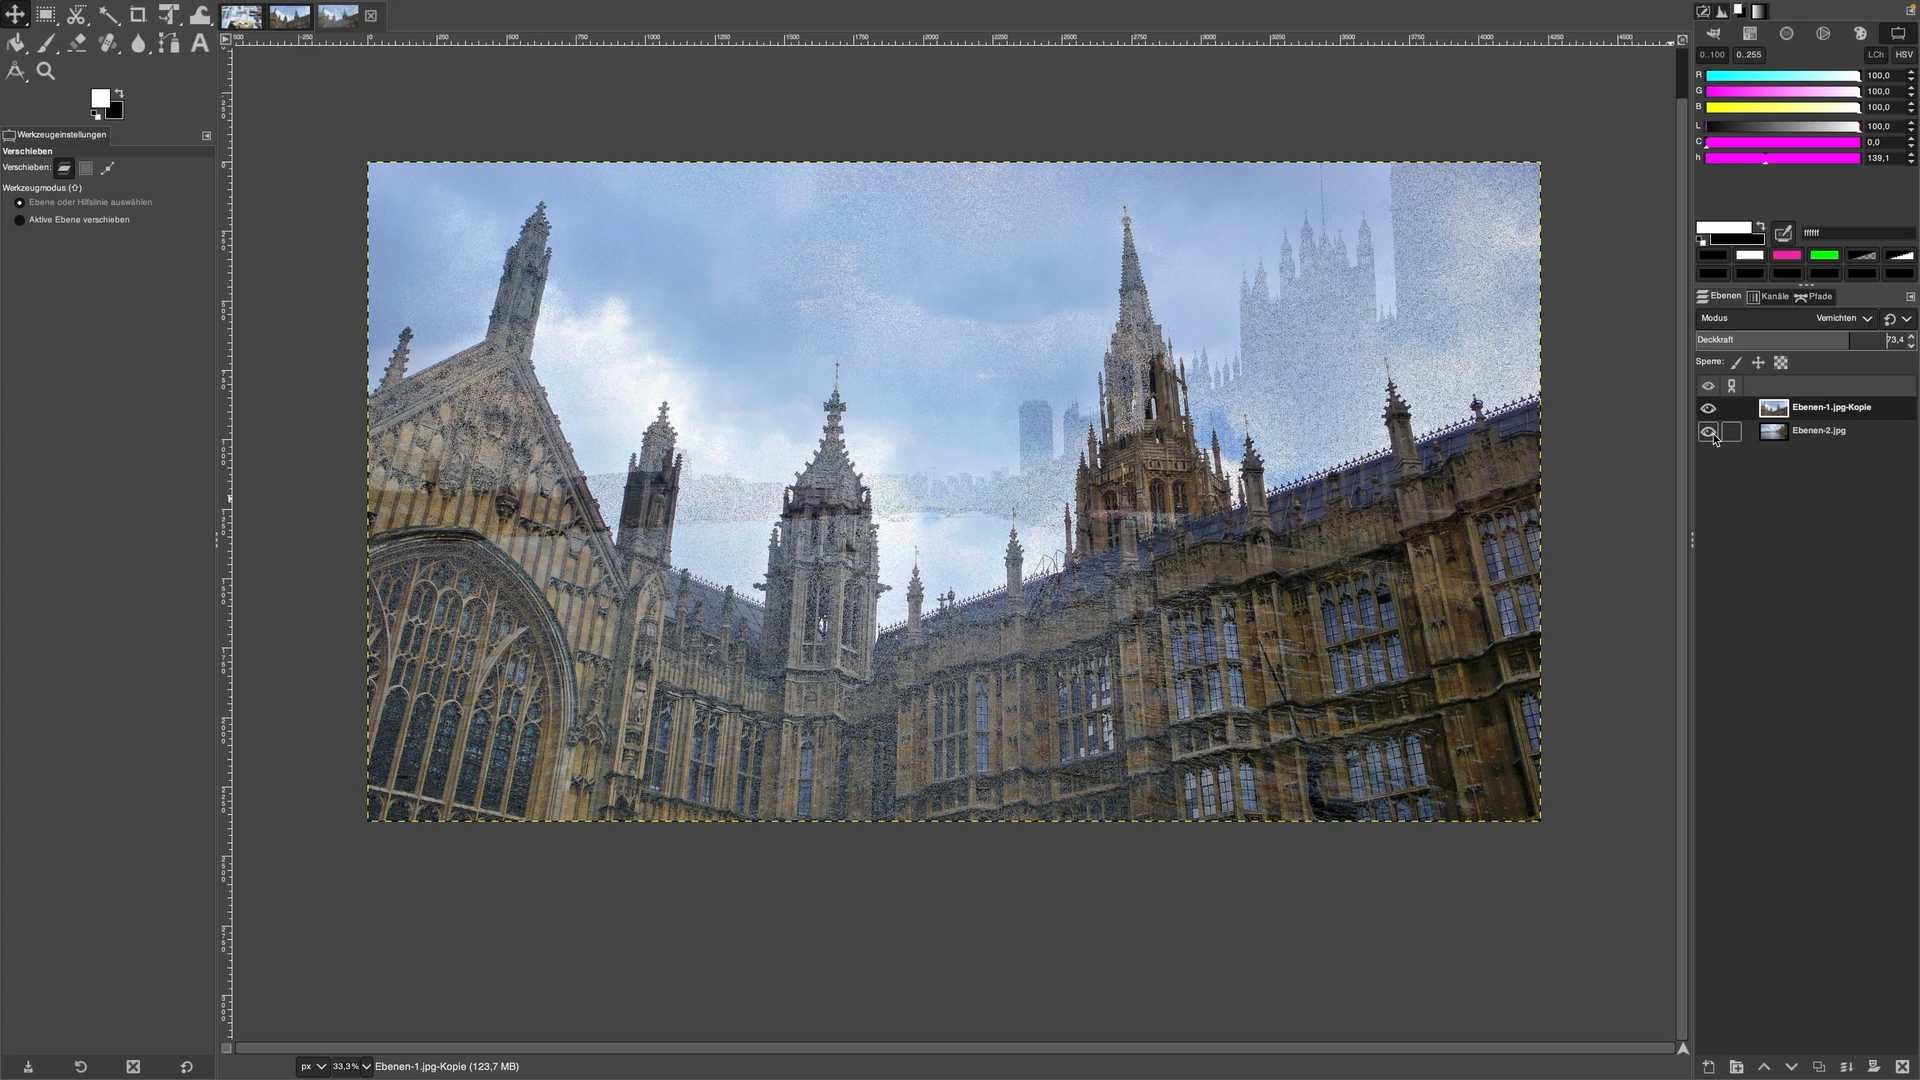 0..100 0..255 LCh HSV
R 100,0
G 100,0
B 100,0
L 100,0
C 0,0
h 139,1
Werkzeugeinstellungen
Verschieben
Verschieben:
Werkzeugmodus (⇧)
Ebene oder Hilfslinie auswählen
Aktive Ebene verschieben
ffffff
Ebenen Kanäle Pfade
Modus Vernichten
Deckkraft 73,4
Sperre:
Ebenen-1.jpg-Kopie
Ebenen-2.jpg
px 33,3% Ebenen-1.jpg-Kopie (123,7 MB)